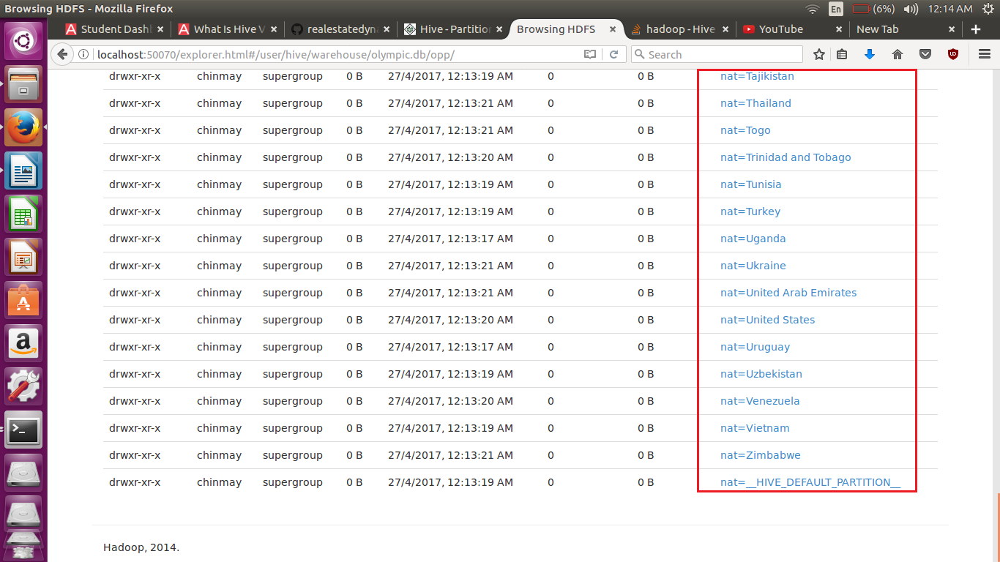 Browsing HDFS - Mozilla Firefox En (6%) 12:14 AM
Student Dash What Is Hive V realestatedyna Hive - Partition Browsing HDFS hadoop - Hive YouTube New Tab
localhost:50070/explorer.html#/user/hive/warehouse/olympic.db/opp/ Search
drwxr-xr-x chinmay supergroup 0 B 27/4/2017, 12:13:19 AM 0 0 B nat=Tajikistan
drwxr-xr-x chinmay supergroup 0 B 27/4/2017, 12:13:21 AM 0 0 B nat=Thailand
drwxr-xr-x chinmay supergroup 0 B 27/4/2017, 12:13:21 AM 0 0 B nat=Togo
drwxr-xr-x chinmay supergroup 0 B 27/4/2017, 12:13:20 AM 0 0 B nat=Trinidad and Tobago
drwxr-xr-x chinmay supergroup 0 B 27/4/2017, 12:13:19 AM 0 0 B nat=Tunisia
drwxr-xr-x chinmay supergroup 0 B 27/4/2017, 12:13:19 AM 0 0 B nat=Turkey
drwxr-xr-x chinmay supergroup 0 B 27/4/2017, 12:13:17 AM 0 0 B nat=Uganda
drwxr-xr-x chinmay supergroup 0 B 27/4/2017, 12:13:21 AM 0 0 B nat=Ukraine
drwxr-xr-x chinmay supergroup 0 B 27/4/2017, 12:13:21 AM 0 0 B nat=United Arab Emirates
drwxr-xr-x chinmay supergroup 0 B 27/4/2017, 12:13:20 AM 0 0 B nat=United States
drwxr-xr-x chinmay supergroup 0 B 27/4/2017, 12:13:17 AM 0 0 B nat=Uruguay
drwxr-xr-x chinmay supergroup 0 B 27/4/2017, 12:13:19 AM 0 0 B nat=Uzbekistan
drwxr-xr-x chinmay supergroup 0 B 27/4/2017, 12:13:20 AM 0 0 B nat=Venezuela
drwxr-xr-x chinmay supergroup 0 B 27/4/2017, 12:13:19 AM 0 0 B nat=Vietnam
drwxr-xr-x chinmay supergroup 0 B 27/4/2017, 12:13:21 AM 0 0 B nat=Zimbabwe
drwxr-xr-x chinmay supergroup 0 B 27/4/2017, 12:13:19 AM 0 0 B nat=__HIVE_DEFAULT_PARTITION__
Hadoop, 2014.